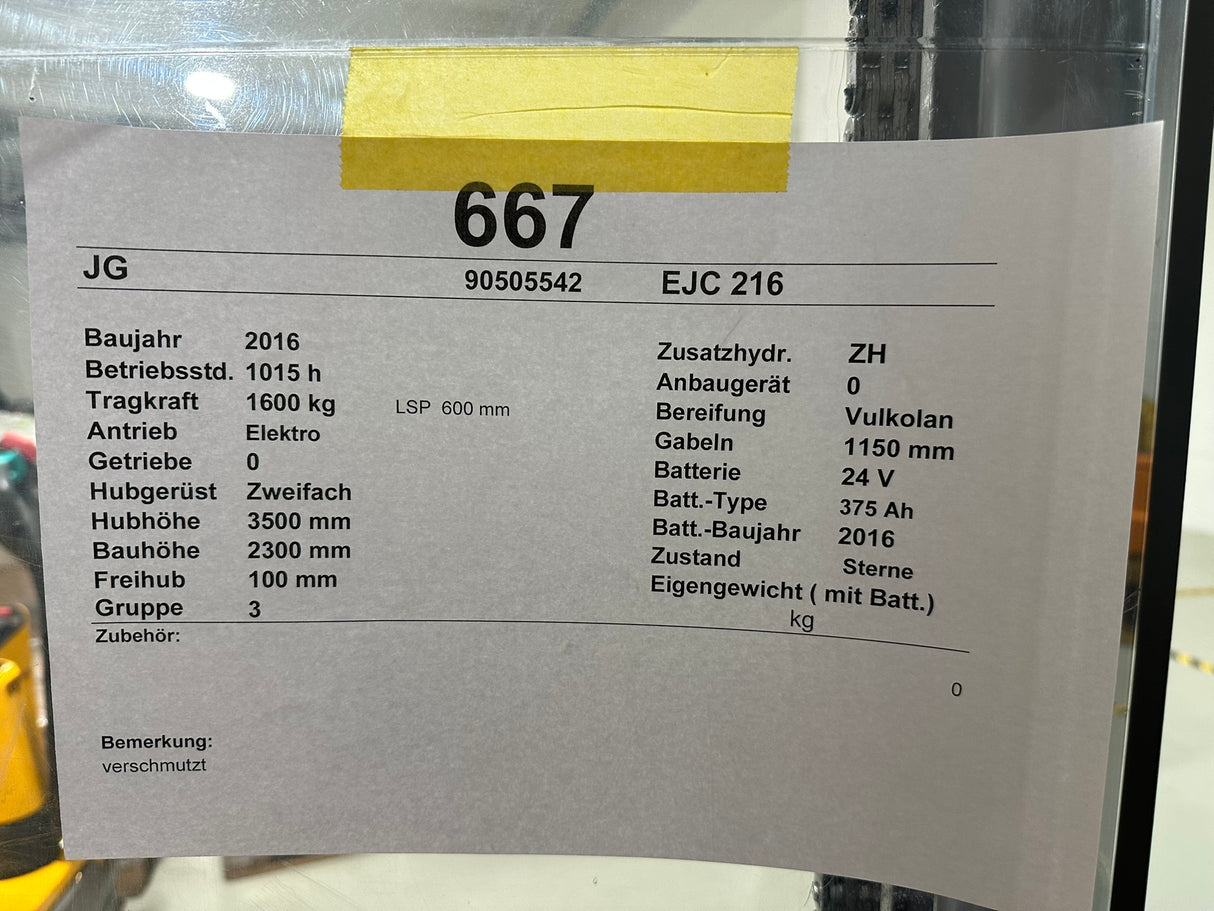 667
JG 90505542 EJC 216
Baujahr 2016
Betriebsstd. 1015 h
Tragkraft 1600 kg LSP 600 mm
Antrieb Elektro
Getriebe 0
Hubgerüst Zweifach
Hubhöhe 3500 mm
Bauhöhe 2300 mm
Freihub 100 mm
Gruppe 3
Zusatzhydr. ZH
Anbaugerät 0
Bereifung Vulkolan
Gabeln 1150 mm
Batterie 24 V
Batt.-Type 375 Ah
Batt.-Baujahr 2016
Zustand Sterne
Eigengewicht ( mit Batt.)
kg
Zubehör:
0
Bemerkung:
verschmutzt